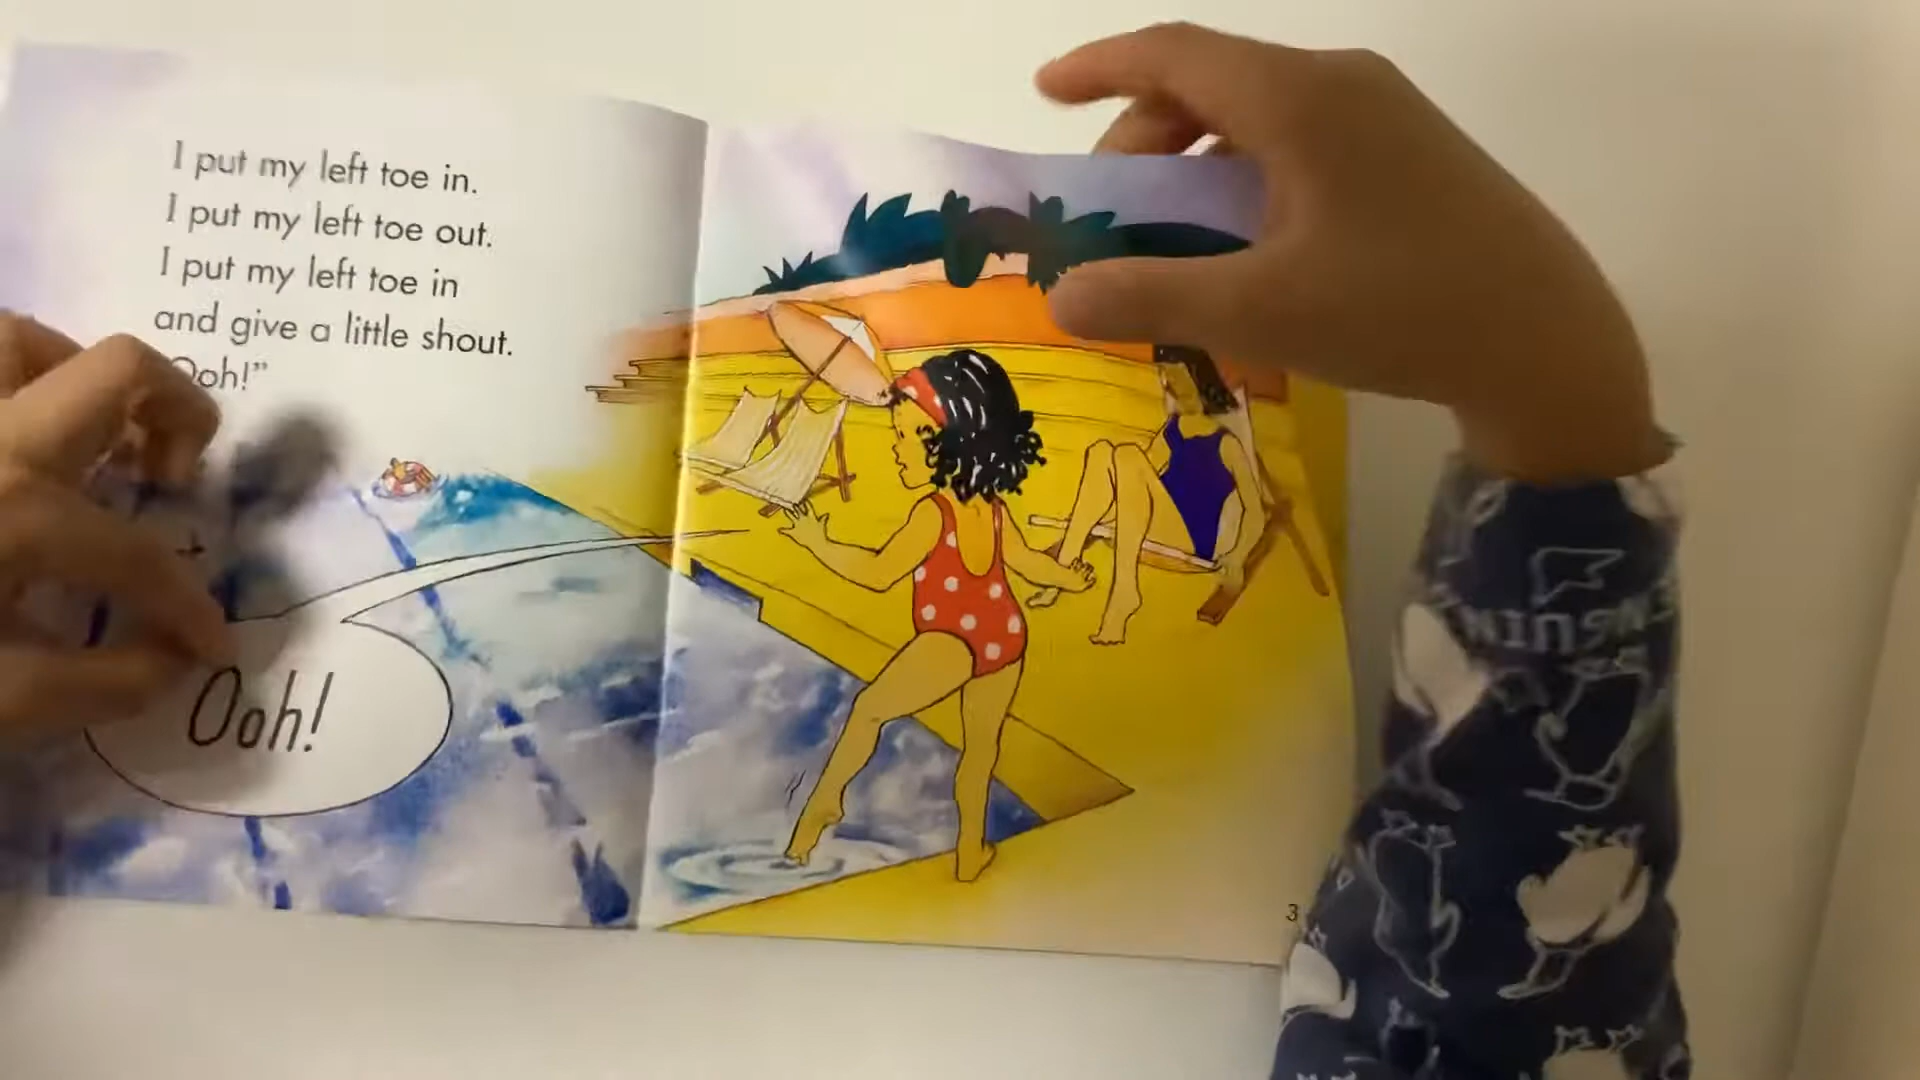 I put my left toe in.
I put my left toe out.
I put my left toe in
and give a little shout.
Ooh!”
Ooh!
3